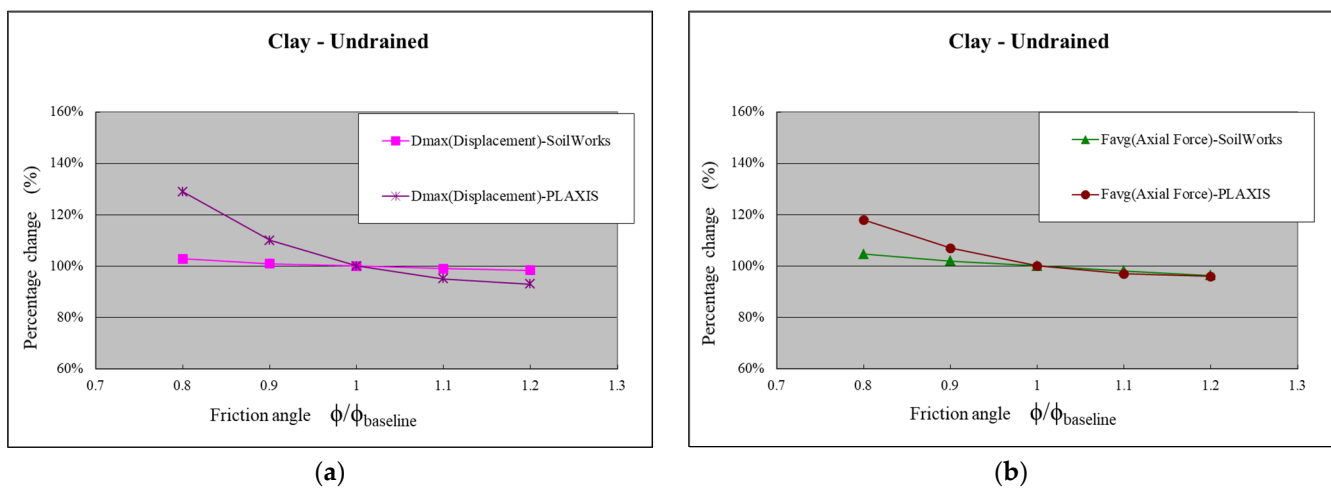 Clay - Undrained
160%
140%
120%
100%
80%
60%
0.7 0.8 0.9 1 1.1 1.2 1.3
Percentage change (%)
Friction angle ϕ/ϕbaseline
Dmax(Displacement)-SoilWorks
Dmax(Displacement)-PLAXIS
(a)
Clay - Undrained
160%
140%
120%
100%
80%
60%
0.7 0.8 0.9 1 1.1 1.2 1.3
Percentage change (%)
Friction angle ϕ/ϕbaseline
Favg(Axial Force)-SoilWorks
Favg(Axial Force)-PLAXIS
(b)